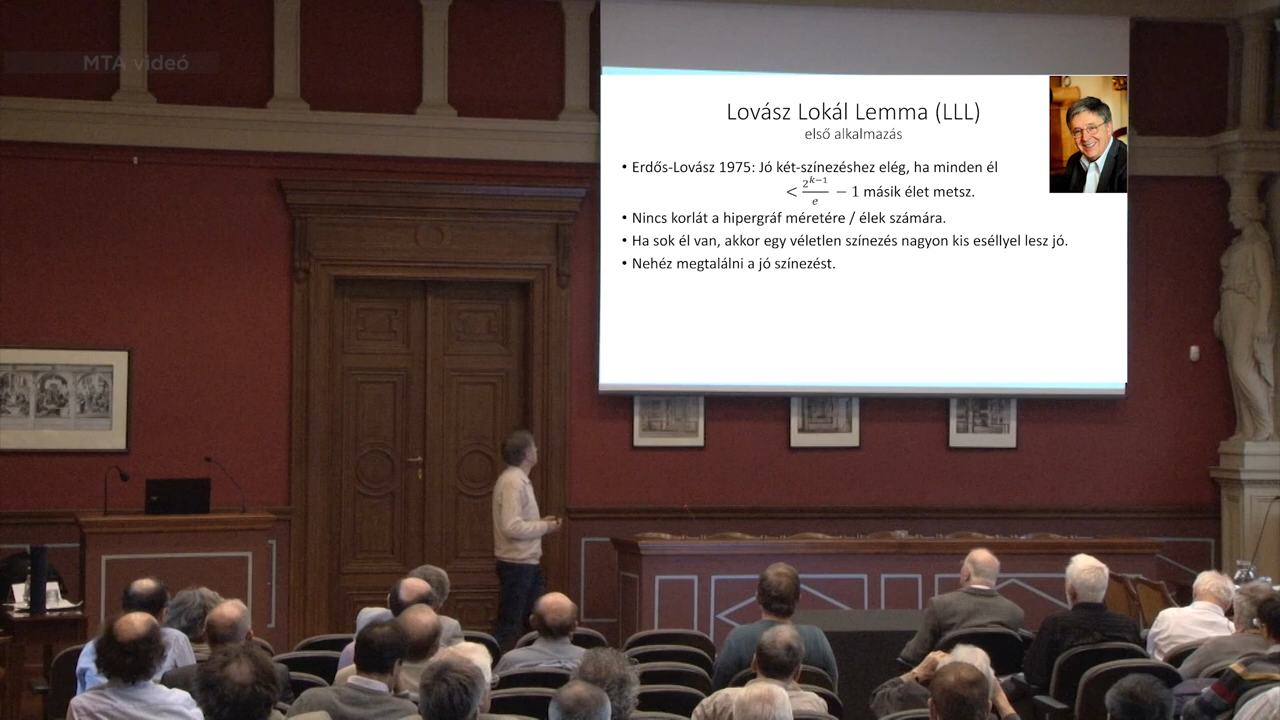 MTA videó
Lovász Lokál Lemma (LLL)
első alkalmazás
• Erdős-Lovász 1975: Jó két-színezéshez elég, ha minden él
< \frac{2^{k-1}}{e} − 1 másik élet metsz.
• Nincs korlát a hipergráf méretére / élek számára.
• Ha sok él van, akkor egy véletlen színezés nagyon kis eséllyel lesz jó.
• Nehéz megtalálni a jó színezést.